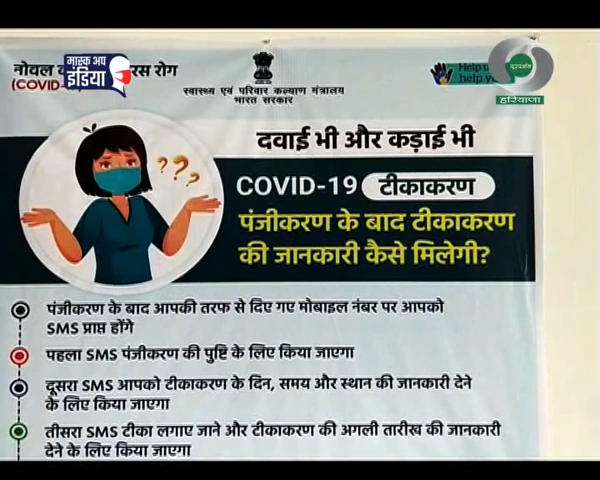 मास्क अप
इंडिया
नोवल
रस रोग
(COVID-
स्वास्थ्य एवं परिवार कल्याण मंत्रालय
भारत सरकार
Help u
help yo
दूरदर्शन
हरियाणा
दवाई भी और कड़ाई भी
COVID-19 टीकाकरण
पंजीकरण के बाद टीकाकरण
की जानकारी कैसे मिलेगी?
? ? ?
पंजीकरण के बाद आपकी तरफ से दिए गए मोबाइल नंबर पर आपको
SMS प्राप्त होंगे
पहला SMS पंजीकरण की पुष्टि के लिए किया जाएगा
दूसरा SMS आपको टीकाकरण के दिन, समय और स्थान की जानकारी देने
के लिए किया जाएगा
तीसरा SMS टीका लगाए जाने और टीकाकरण की अगली तारीख की जानकारी
देने के लिए किया जाएगा